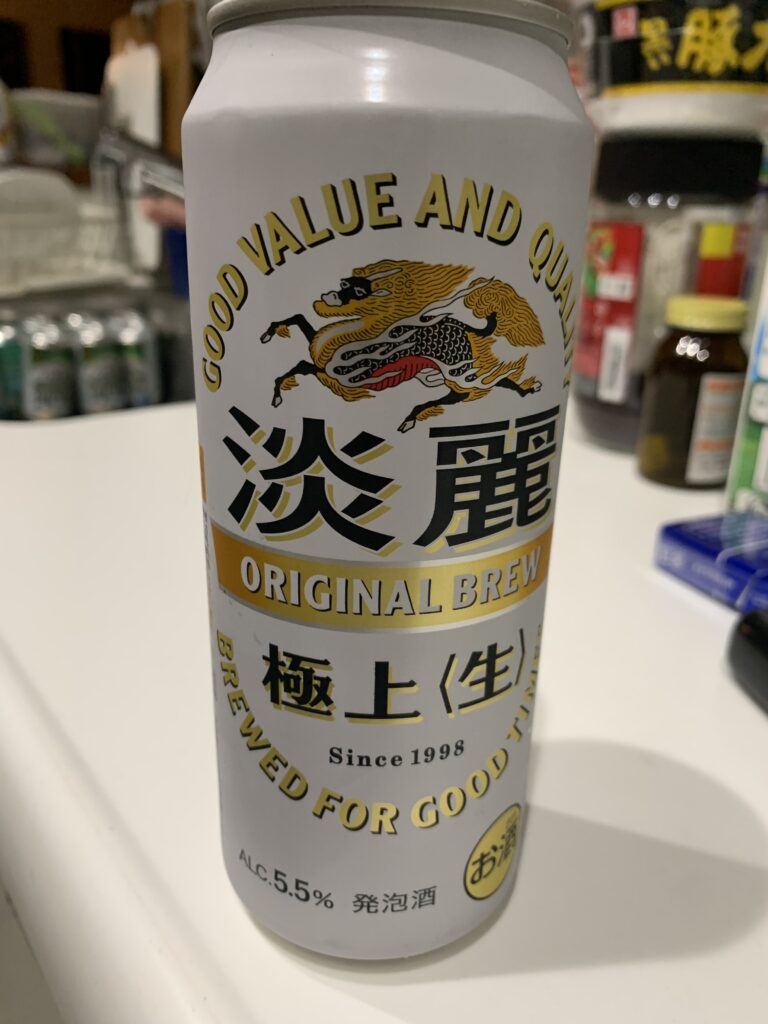 GOOD VALUE AND QUALITY
淡麗
ORIGINAL BREW
極上〈生〉
Since 1998
BREWED FOR GOOD TIMES
ALC.5.5% 発泡酒
お酒
豚